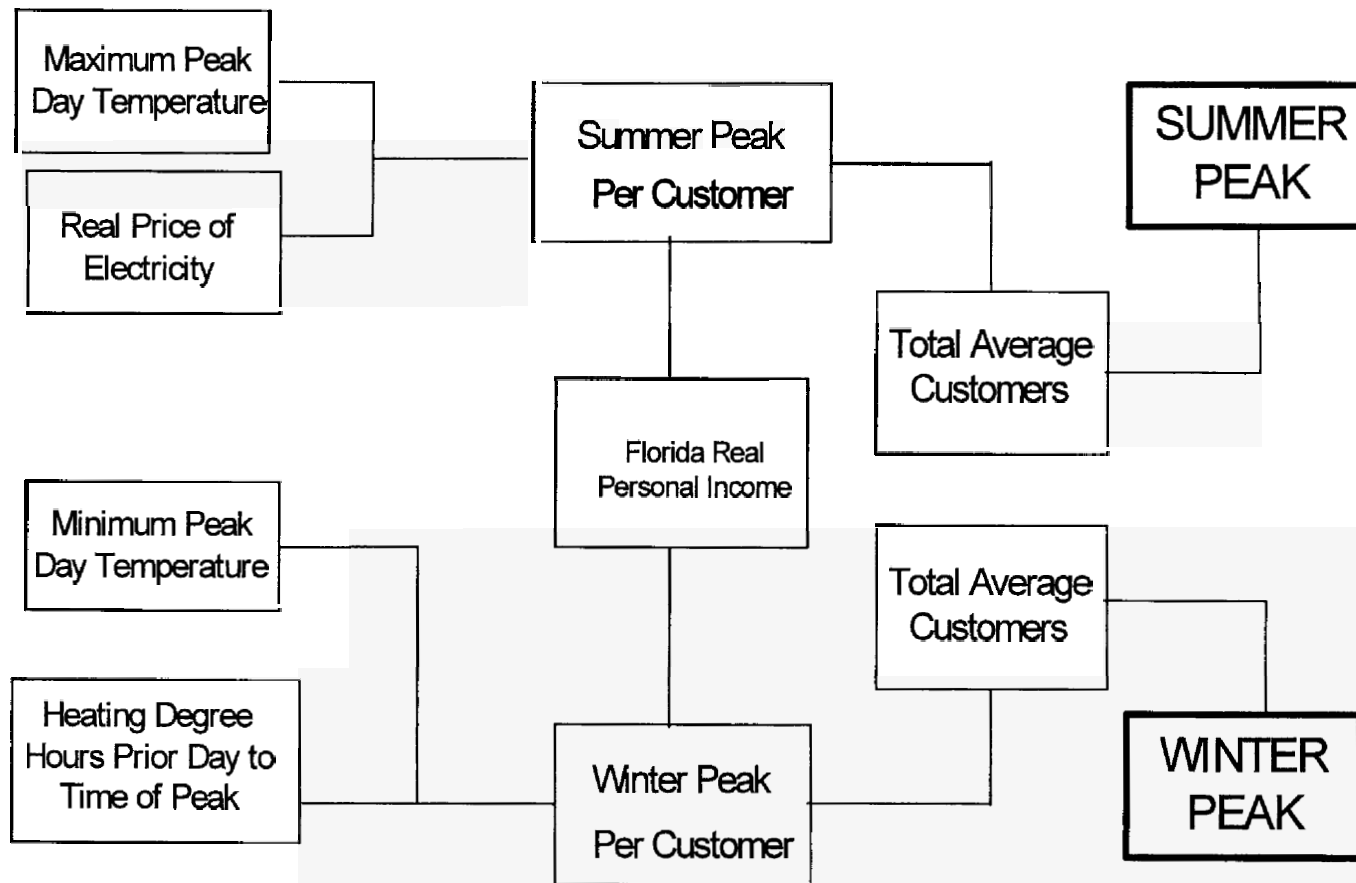 Maximum Peak
Day Temperature
Real Price of
Electricity
Summer Peak
Per Customer
SUMMER
PEAK
Total Average
Customers
Florida Real
Personal Income
Minimum Peak
Day Temperature
Total Average
Customers
Heating Degree
Hours Prior Day to
Time of Peak
Winter Peak
Per Customer
WINTER
PEAK